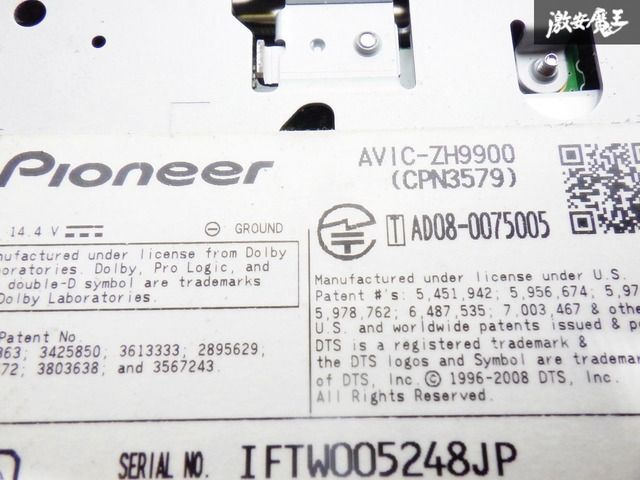 激安魔王
Pioneer
AVIC-ZH9900
(CPN3579)
14.4 V
GROUND
T AD08-0075005
nufactured under license from Dolby
oratories. Dolby, Pro Logic, and
double-D symbol are trademarks
Dolby Laboratories.
Manufactured under license under U.S.
Patent #'s: 5,451,942; 5,956,674; 5,97
5,978,762; 6,487,535; 7,003,467 & othe
U.S. and worldwide patents issued & p
DTS is a registered trademark &
the DTS logos and Symbol are trademar
of DTS, Inc. © 1996-2008 DTS, Inc.
All Rights Reserved.
Patent No.
863; 3425850; 3613333; 2895629;
72; 3803638; and 3567243.
SERIAL NO. IFTW005248JP